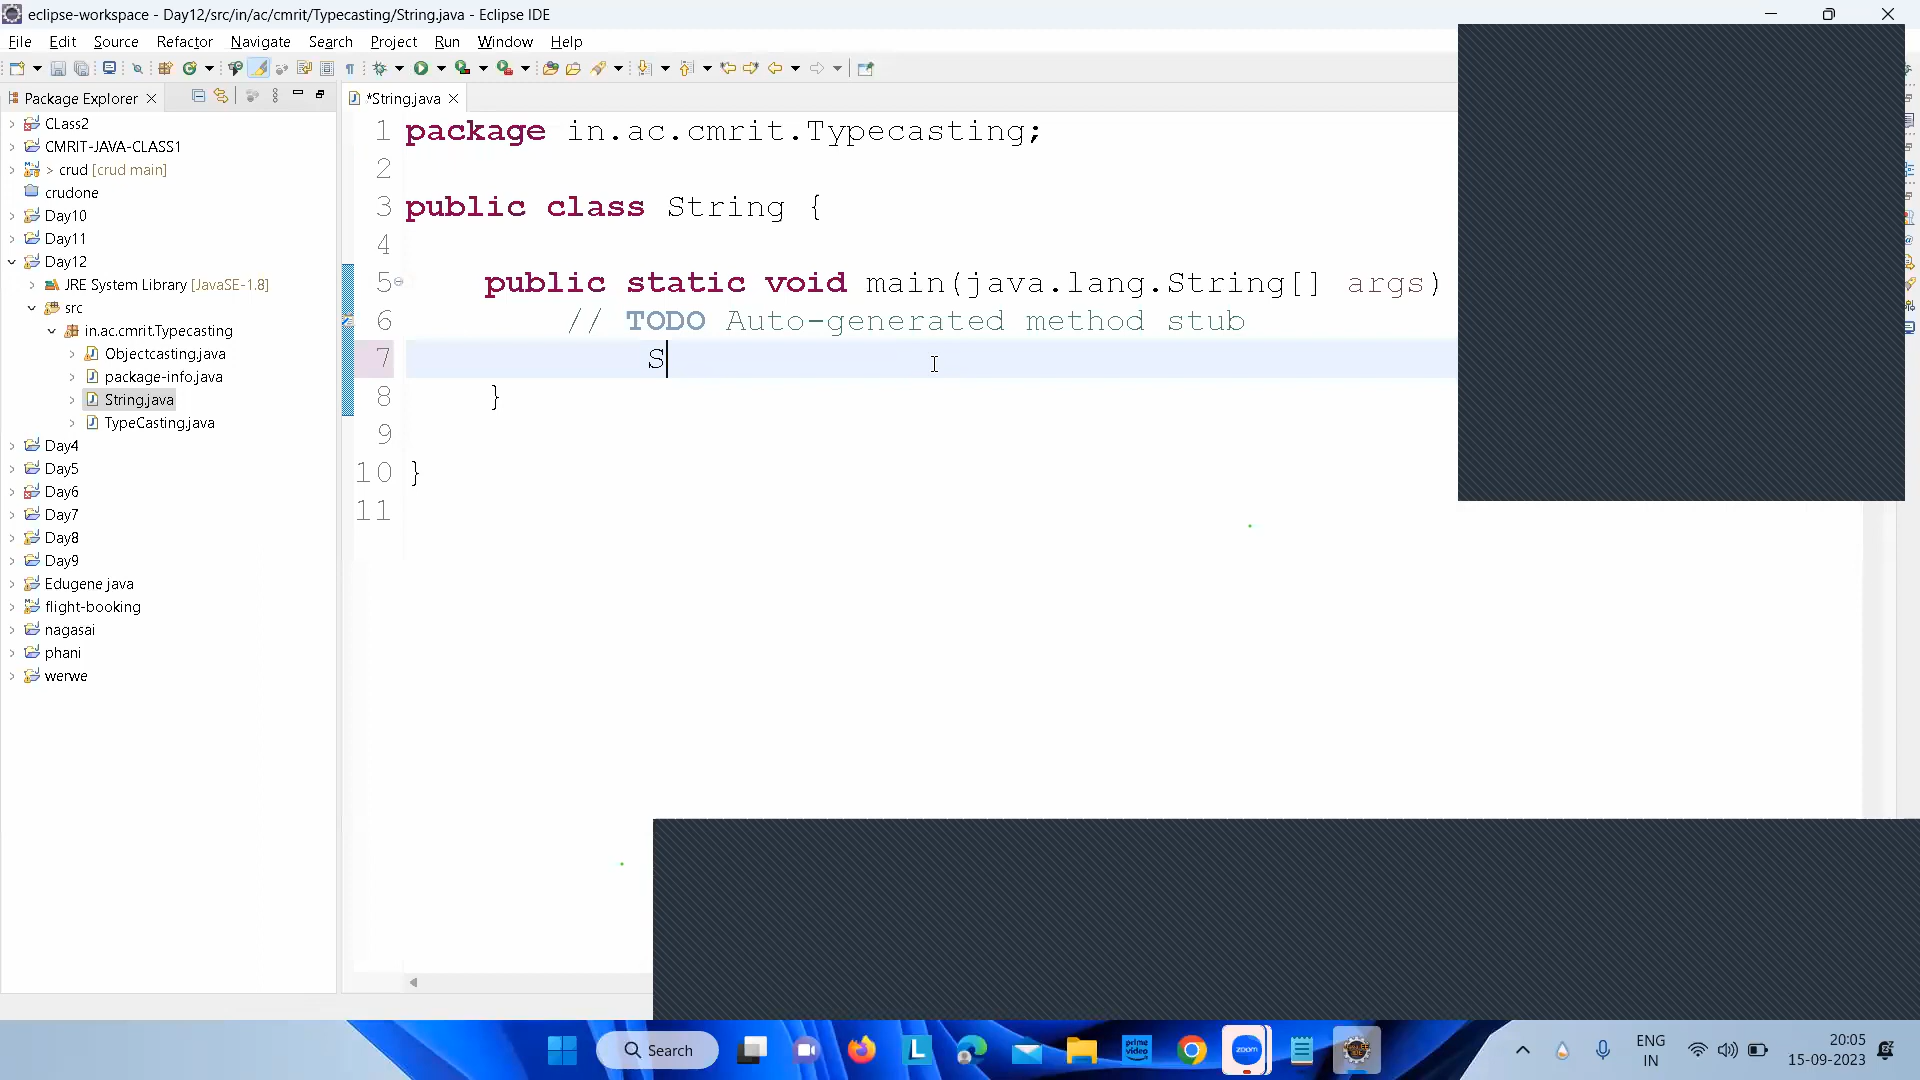 eclipse-workspace - Day12/src/in/ac/cmrit/Typecasting/String.java - Eclipse IDE
File Edit Source Refactor Navigate Search Project Run Window Help
Package Explorer
*String.java
CLass2
CMRIT-JAVA-CLASS1
> crud [crud main]
crudone
Day10
Day11
Day12
JRE System Library [JavaSE-1.8]
src
in.ac.cmrit.Typecasting
Objectcasting.java
package-info.java
String.java
TypeCasting.java
Day4
Day5
Day6
Day7
Day8
Day9
Edugene java
flight-booking
nagasai
phani
werwe
1 package in.ac.cmrit.Typecasting;
2
3 public class String {
4
5 public static void main(java.lang.String[] args)
6 // TODO Auto-generated method stub
7 S
8 }
9
10 }
11
Search
L
prime video
zoom
ENG
IN
20:05
15-09-2023